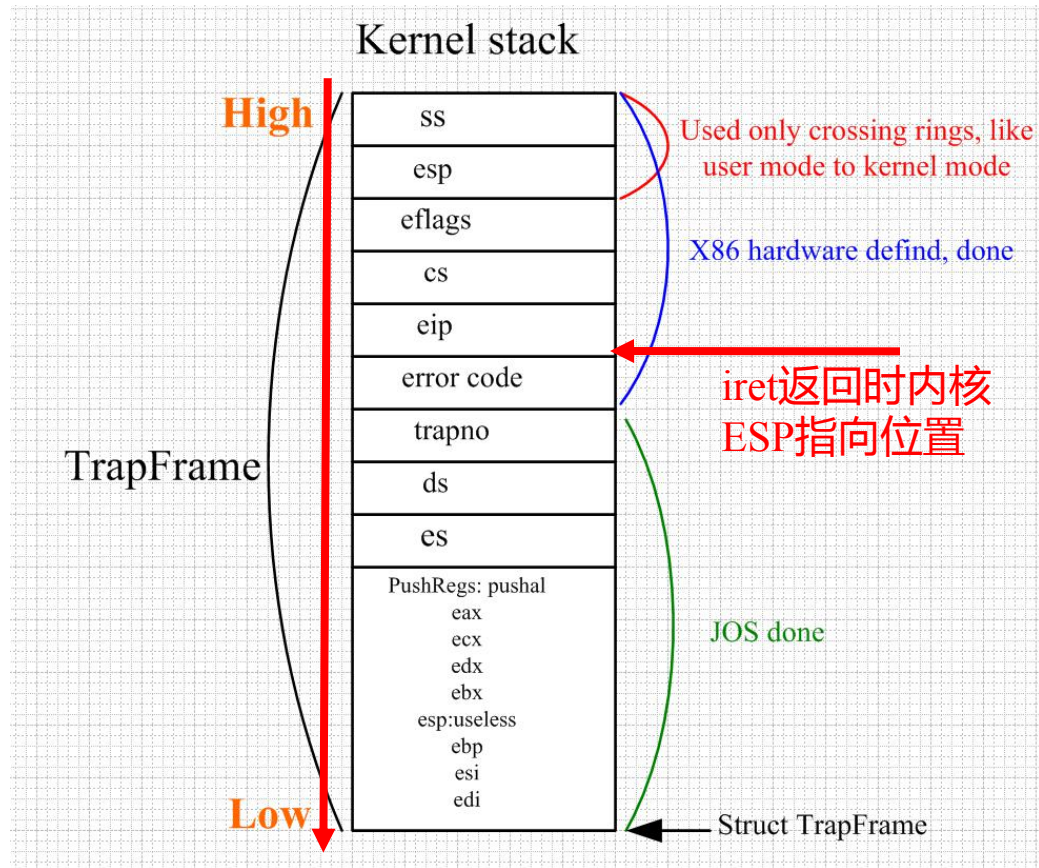 Kernel stack
High
ss
esp
eflags
cs
eip
error code
trapno
ds
es
PushRegs: pushal
eax
ecx
edx
ebx
esp:useless
ebp
esi
edi
Low
TrapFrame
Used only crossing rings, like
user mode to kernel mode
X86 hardware defind, done
iret返回时内核
ESP指向位置
JOS done
Struct TrapFrame